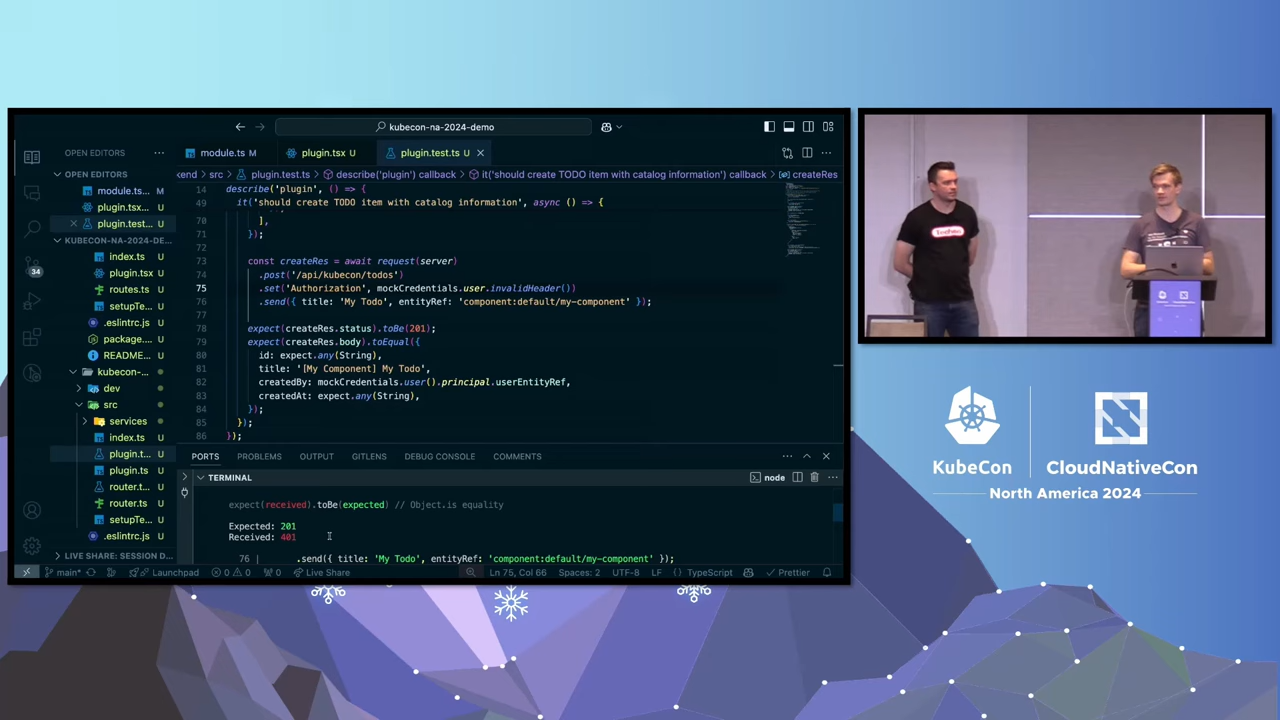 kubecon-na-2024-demo
OPEN EDITORS
module.ts M
plugin.tsx U
plugin.test.ts U
kend > src > plugin.test.ts > describe('plugin') callback > it('should create TODO item with catalog information') callback > createRes
OPEN EDITORS
module.ts... M
plugin.tsx... U
plugin.test... U
KUBECON-NA-2024-DE...
index.ts U
plugin.tsx U
routes.ts U
setupTe... U
.eslintrc.js U
package.... U
README... U
kubecon-...
dev
src
services
index.ts U
plugin.t... U
plugin.ts U
router.t... U
router.ts U
setupTe... U
.eslintrc.js U
LIVE SHARE: SESSION D...
34
14 describe('plugin', () => {
49 it('should create TODO item with catalog information', async () => {
70 ],
71 });
72
73 const createRes = await request(server)
74 .post('/api/kubecon/todos')
75 .set('Authorization', mockCredentials.user.invalidHeader())
76 .send({ title: 'My Todo', entityRef: 'component:default/my-component' });
77
78 expect(createRes.status).toBe(201);
79 expect(createRes.body).toEqual({
80 id: expect.any(String),
81 title: '[My Component] My Todo',
82 createdBy: mockCredentials.user().principal.userEntityRef,
83 createdAt: expect.any(String),
84 });
85 });
86 });
PORTS PROBLEMS OUTPUT GITLENS DEBUG CONSOLE COMMENTS
TERMINAL
node
expect(received).toBe(expected) // Object.is equality
Expected: 201
Received: 401
76 | .send({ title: 'My Todo', entityRef: 'component:default/my-component' });
main* Launchpad 0 0 0 Live Share Ln 75, Col 66 Spaces: 2 UTF-8 LF {} TypeScript Prettier
KubeCon
CloudNativeCon
North America 2024